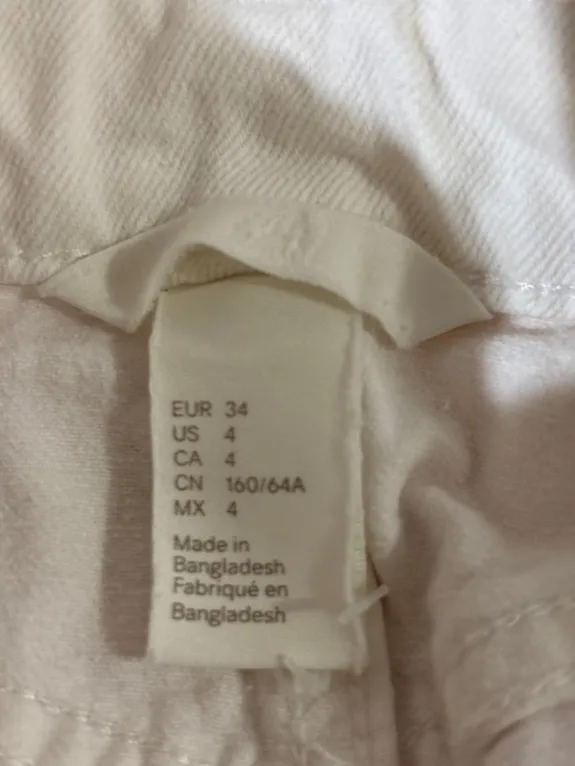 EUR 34
US 4
CA 4
CN 160/64A
MX 4
Made in
Bangladesh
Fabriqué en
Bangladesh